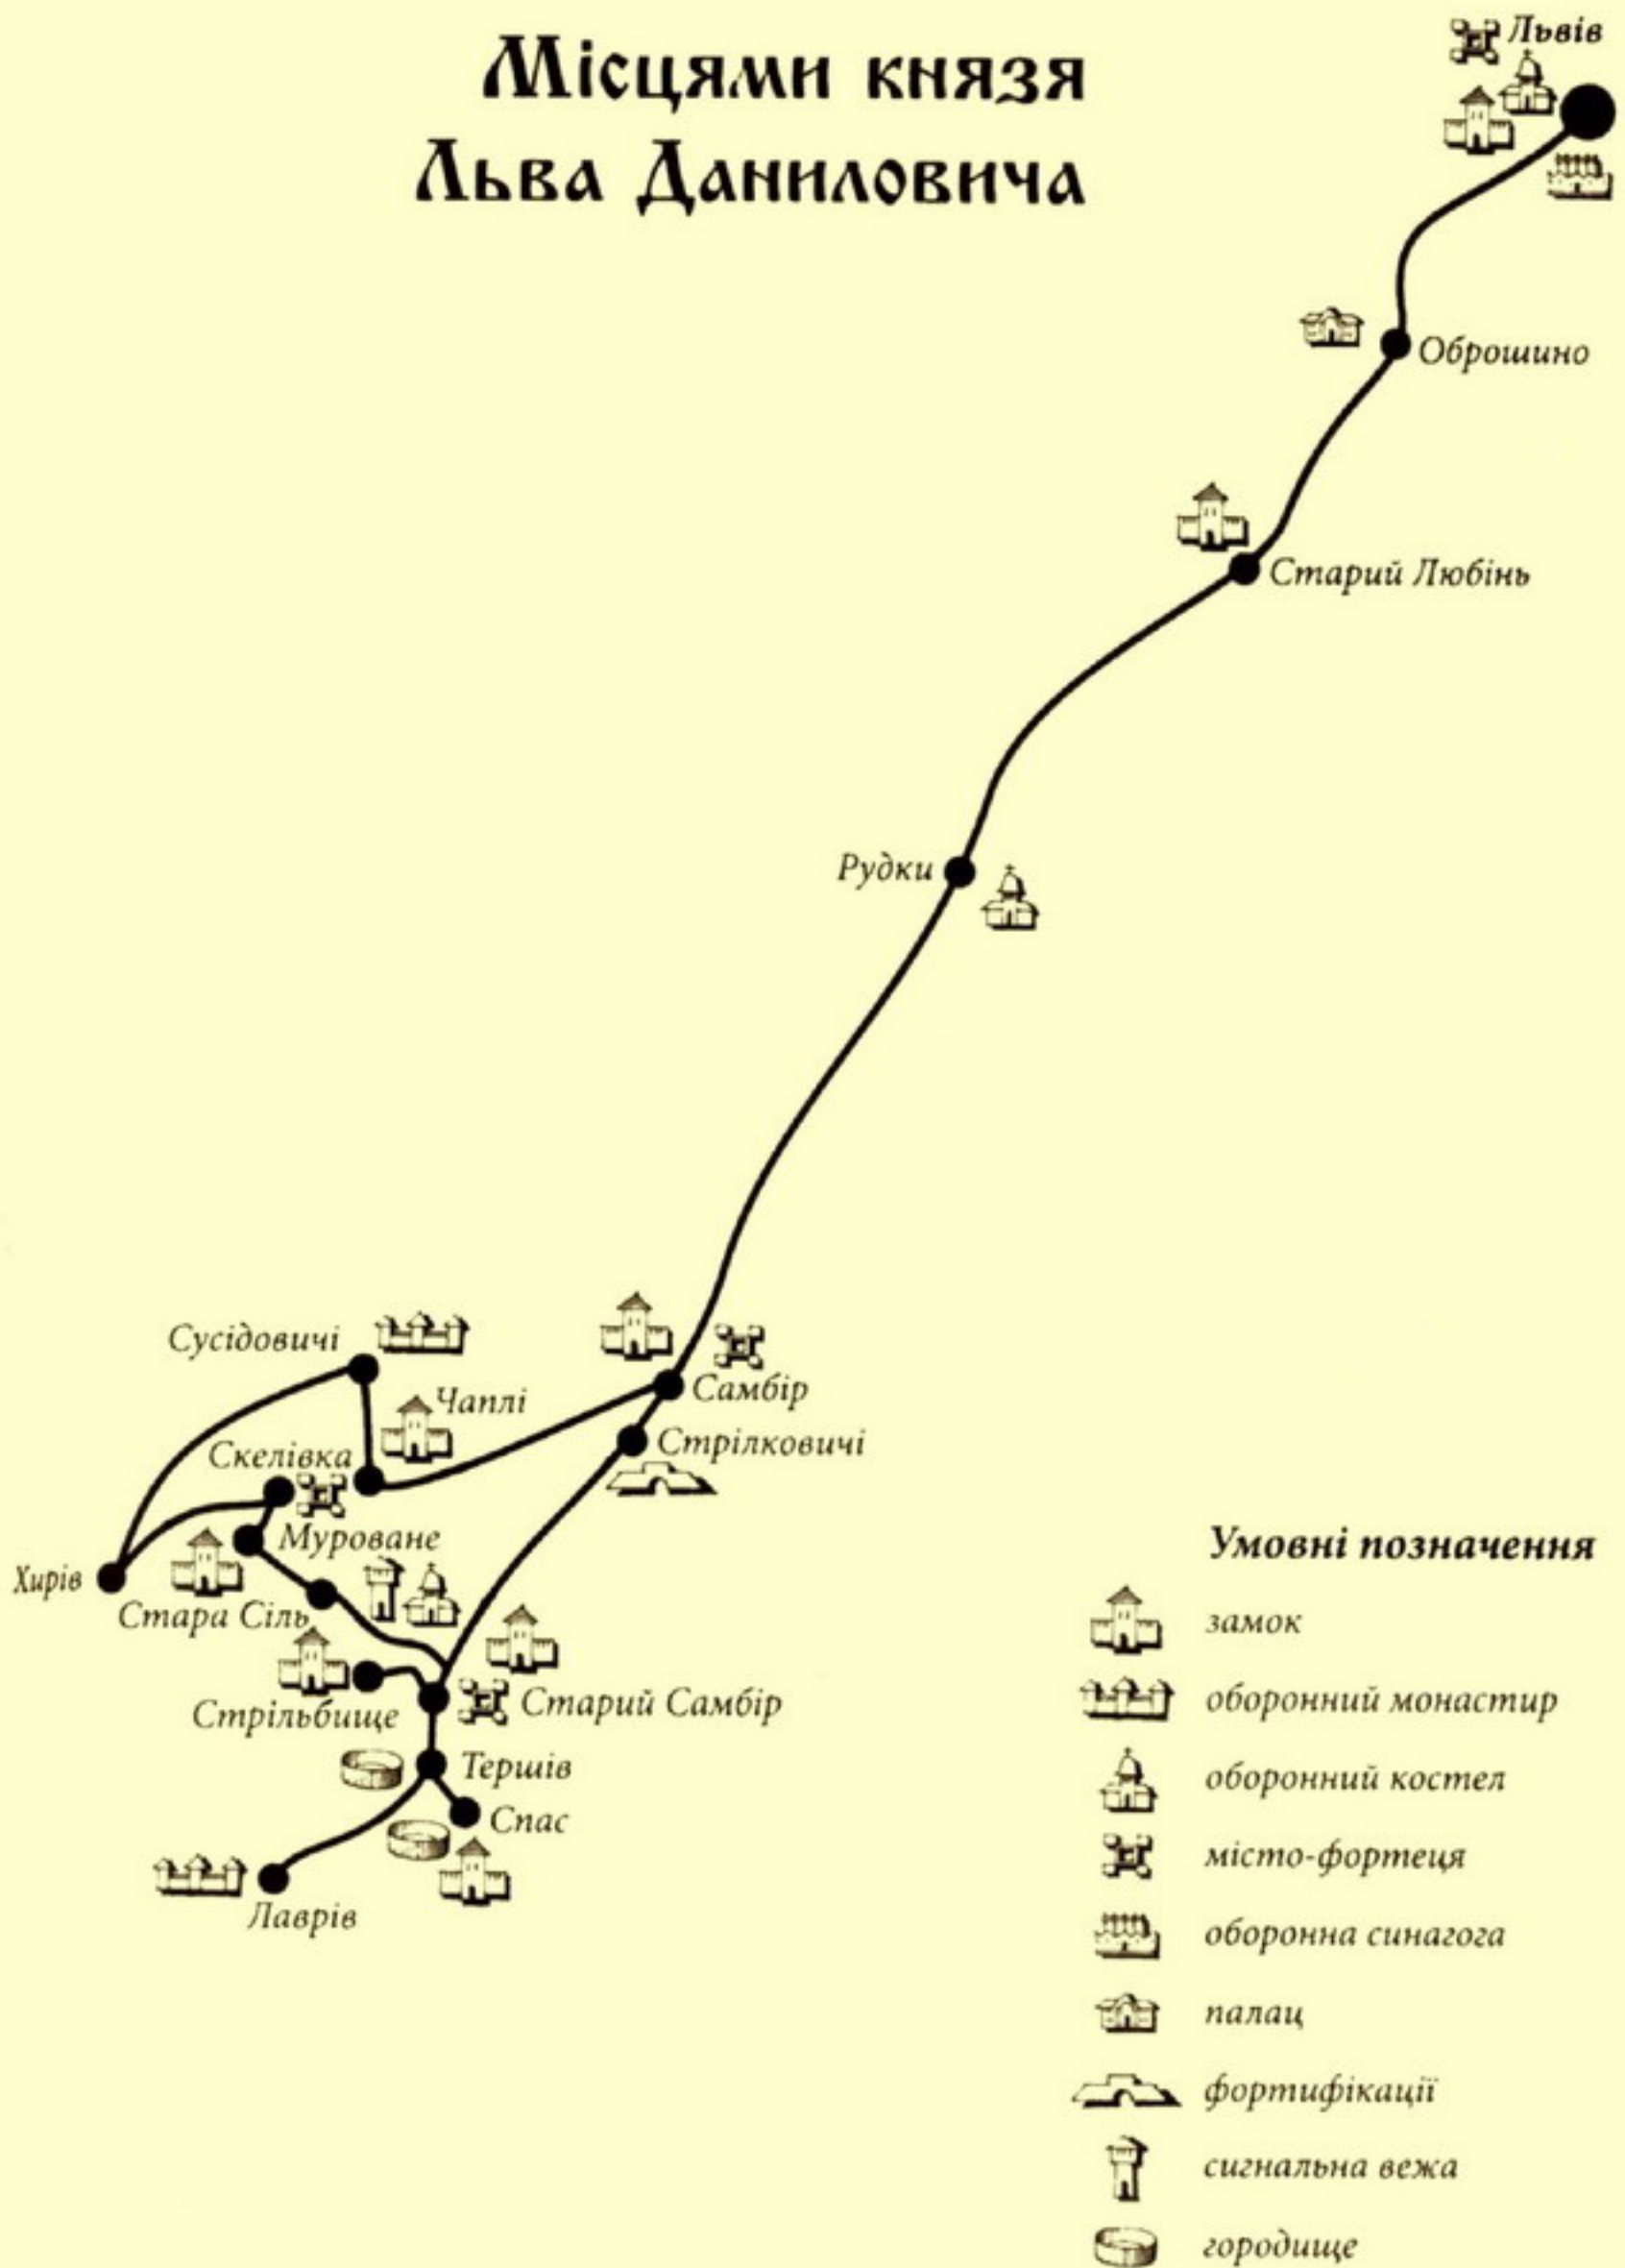 Місцями князя
Льва Даниловича
Львів
Оброшино
Старий Любінь
Рудки
Сусідовичі
Чаплі
Самбір
Скелівка
Стрілковичі
Муроване
Хирів
Стара Сіль
Стрільбище
Старий Самбір
Тершів
Спас
Лаврів
Умовні позначення
замок
оборонний монастир
оборонний костел
місто-фортеця
оборонна синагога
палац
фортифікації
сигнальна вежа
городище